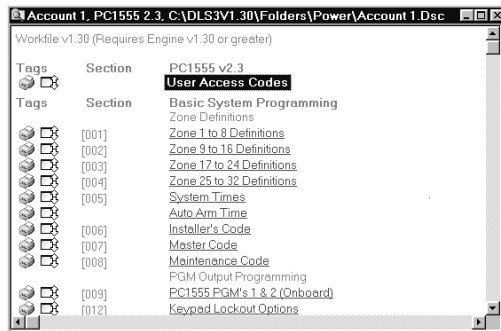 Account 1, PC1555 2.3, C:\DLS3V1.30\Folders\Power\Account 1.Dsc
Workfile v1.30 (Requires Engine v1.30 or greater)
Tags Section PC1555 v2.3
User Access Codes
Tags Section Basic System Programming
Zone Definitions
[001] Zone 1 to 8 Definitions
[002] Zone 9 to 16 Definitions
[003] Zone 17 to 24 Definitions
[004] Zone 25 to 32 Definitions
[005] System Times
Auto Arm Time
[006] Installer's Code
[007] Master Code
[008] Maintenance Code
PGM Output Programming
[009] PC1555 PGM's 1 & 2 (Onboard)
[012] Keypad Lockout Options